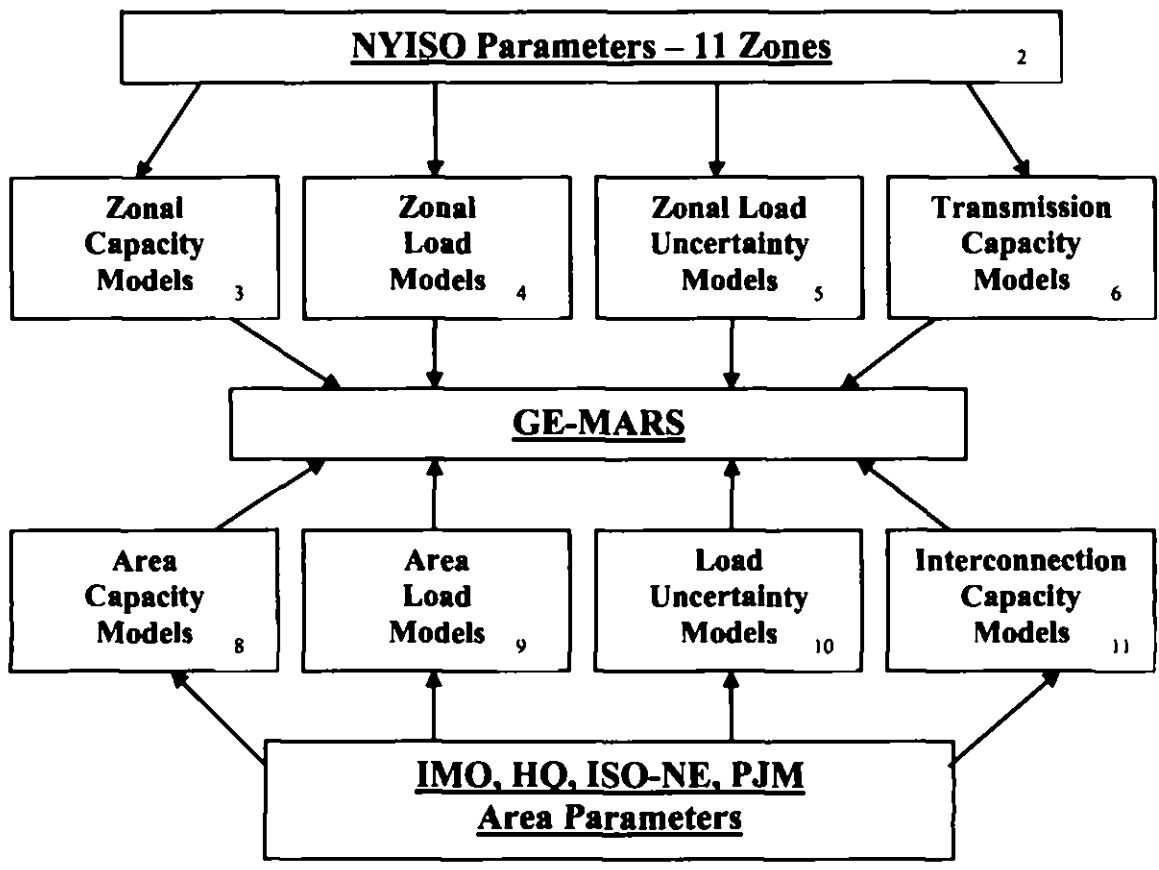 NYISO Parameters – 11 Zones 2
Zonal
Capacity
Models 3
Zonal
Load
Models 4
Zonal Load
Uncertainty
Models 5
Transmission
Capacity
Models 6
GE-MARS
Area
Capacity
Models 8
Area
Load
Models 9
Load
Uncertainty
Models 10
Interconnection
Capacity
Models 11
IMO, HQ, ISO-NE, PJM
Area Parameters